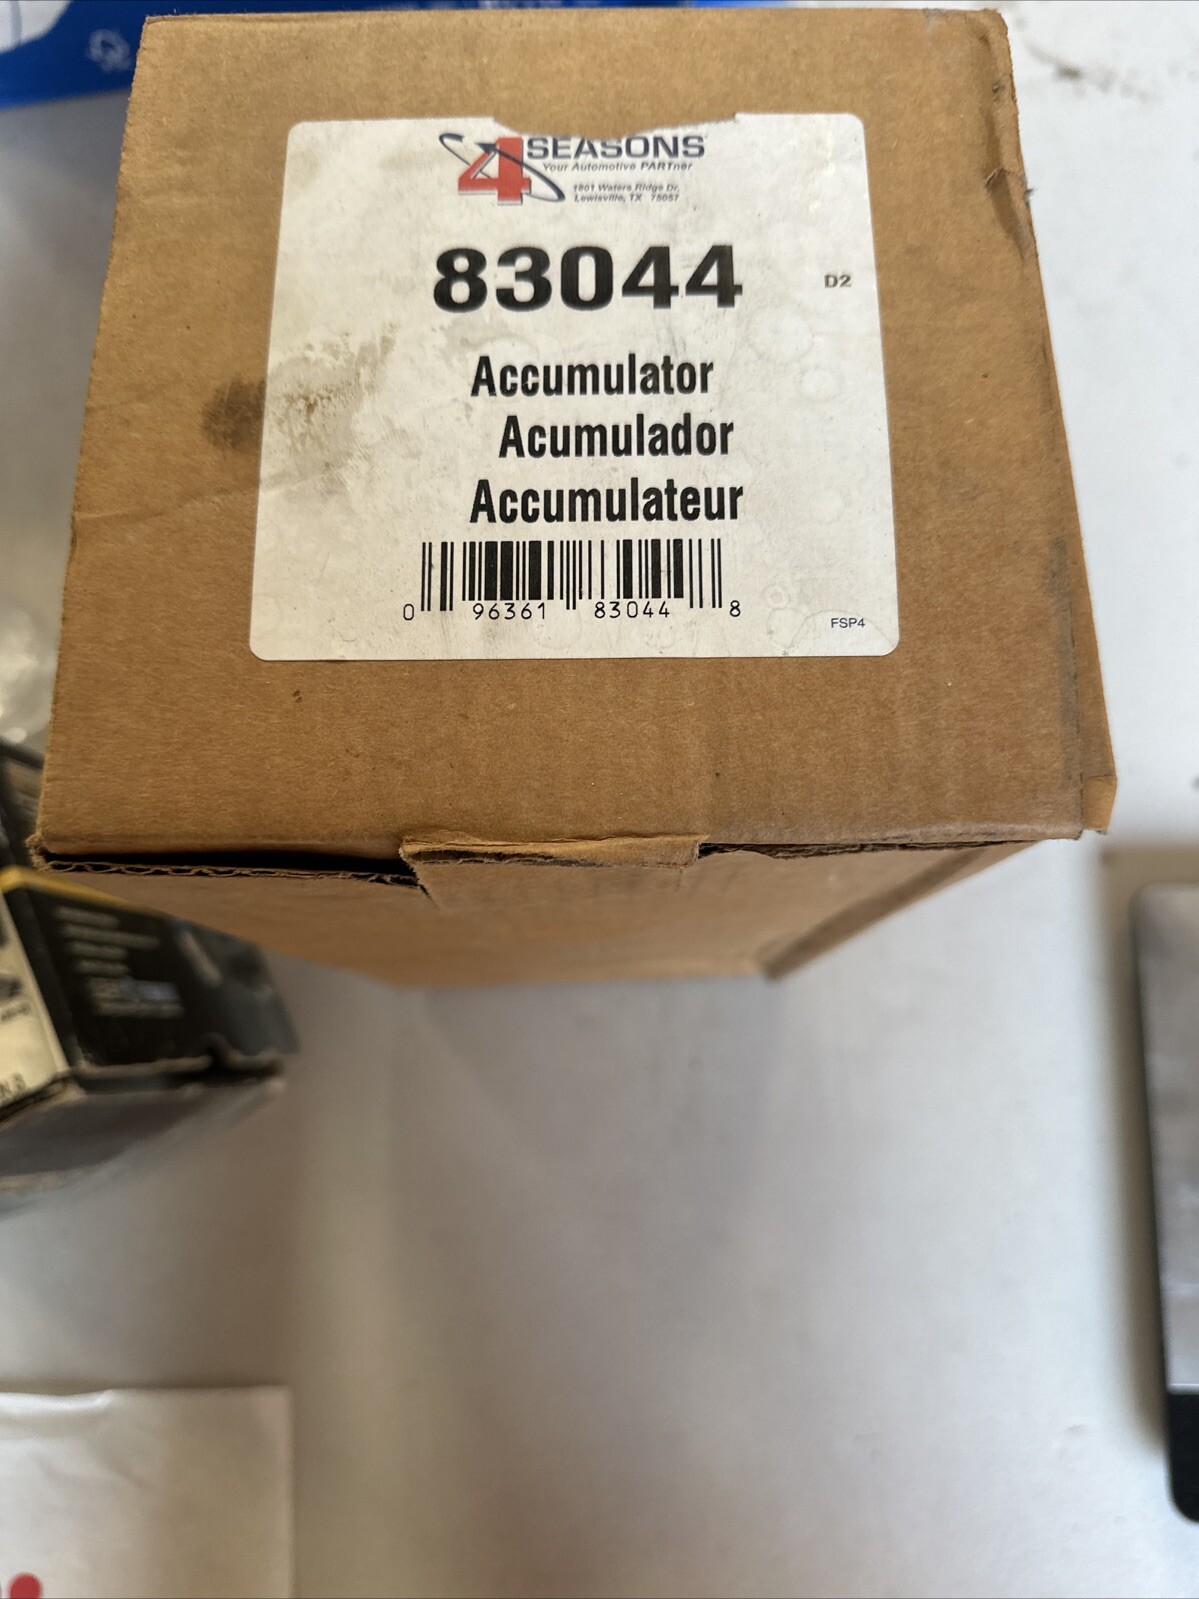 4 SEASONS
Your Automotive PARTner
1801 Waters Ridge Dr,
Lewisville, TX 75057
83044
D2
Accumulator
Acumulador
Accumulateur
0 96361 83044 8
FSP4